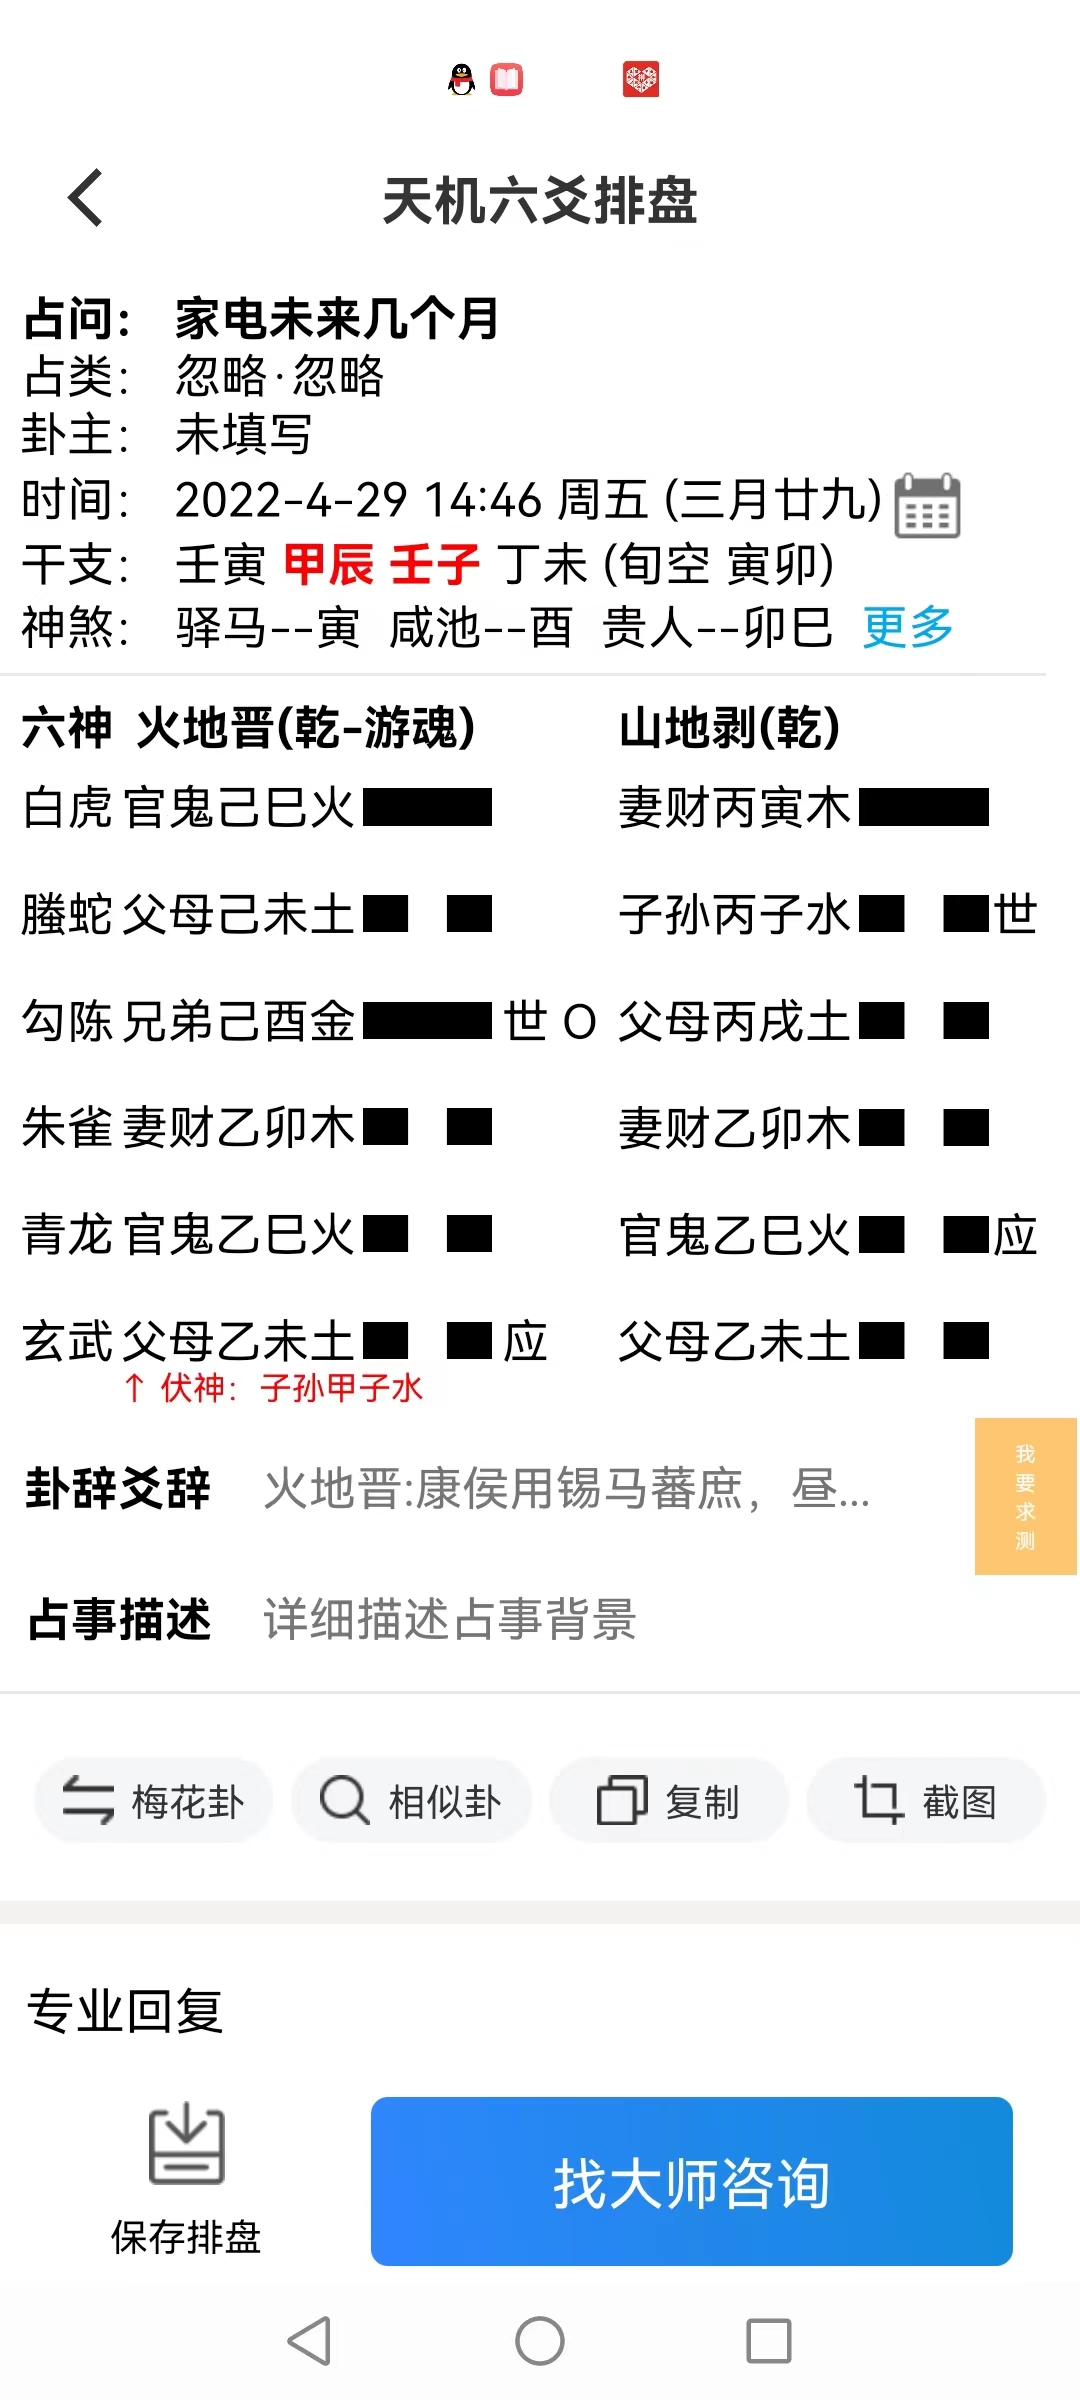 天机六爻排盘
占问： 家电未来几个月
占类： 忽略·忽略
卦主： 未填写
时间： 2022-4-29 14:46 周五 (三月廿九)
干支： 壬寅 甲辰 壬子 丁未 (旬空 寅卯)
神煞： 驿马--寅 咸池--酉 贵人--卯巳 更多
六神 火地晋(乾-游魂) 山地剥(乾)
白虎 官鬼己巳火 妻财丙寅木
螣蛇 父母己未土 子孙丙子水 世
勾陈 兄弟己酉金 世 O 父母丙戌土
朱雀 妻财乙卯木 妻财乙卯木
青龙 官鬼乙巳火 官鬼乙巳火 应
玄武 父母乙未土 应 父母乙未土
↑ 伏神： 子孙甲子水
卦辞爻辞 火地晋:康侯用锡马蕃庶，昼...
我要求测
占事描述 详细描述占事背景
梅花卦 相似卦 复制 截图
专业回复
保存排盘 找大师咨询